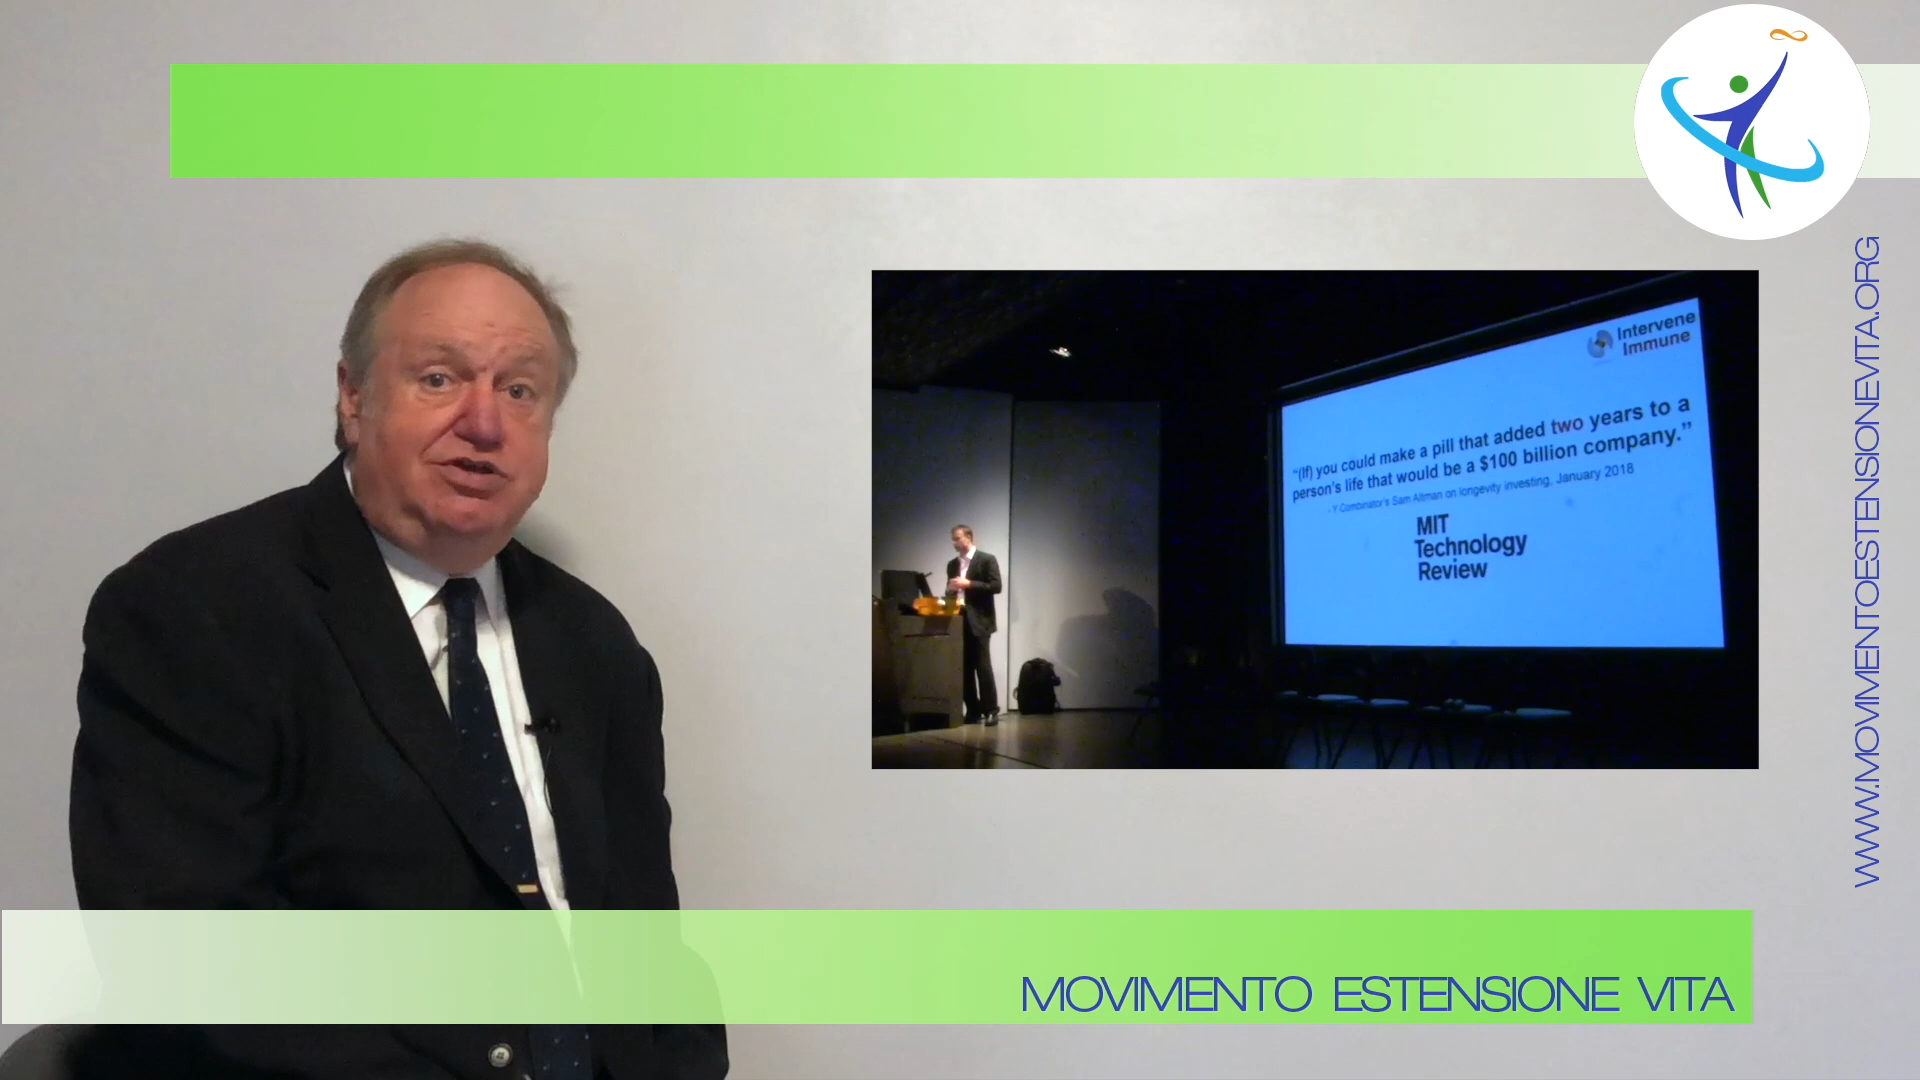 Intervene
Immune
“(If) you could make a pill that added two years to a
person's life that would be a $100 billion company.”
- Y Combinator's Sam Altman on longevity investing, January 2018
MIT
Technology
Review
WWW.MOVIMENTOESTENSIONEVITA.ORG
MOVIMENTO ESTENSIONE VITA